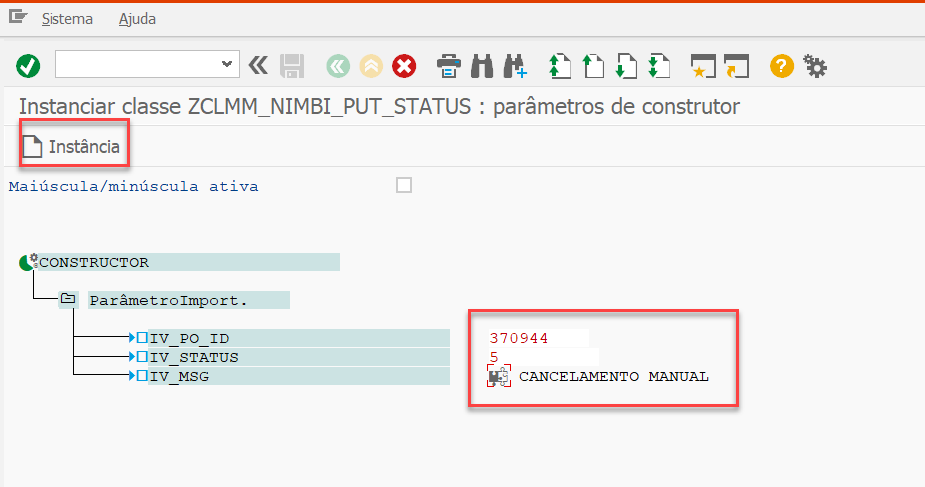 Sistema Ajuda
Instanciar classe ZCLMM_NIMBI_PUT_STATUS : parâmetros de construtor
Instância
Maiúscula/minúscula ativa
CONSTRUCTOR
ParâmetroImport.
IV_PO_ID 370944
IV_STATUS 5
IV_MSG CANCELAMENTO MANUAL